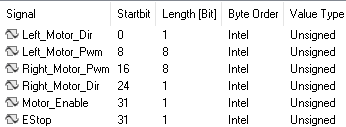 Signal Startbit Length [Bit] Byte Order Value Type
Left_Motor_Dir 0 1 Intel Unsigned
Left_Motor_Pwm 8 8 Intel Unsigned
Right_Motor_Pwm 16 8 Intel Unsigned
Right_Motor_Dir 24 1 Intel Unsigned
Motor_Enable 31 1 Intel Unsigned
EStop 31 1 Intel Unsigned